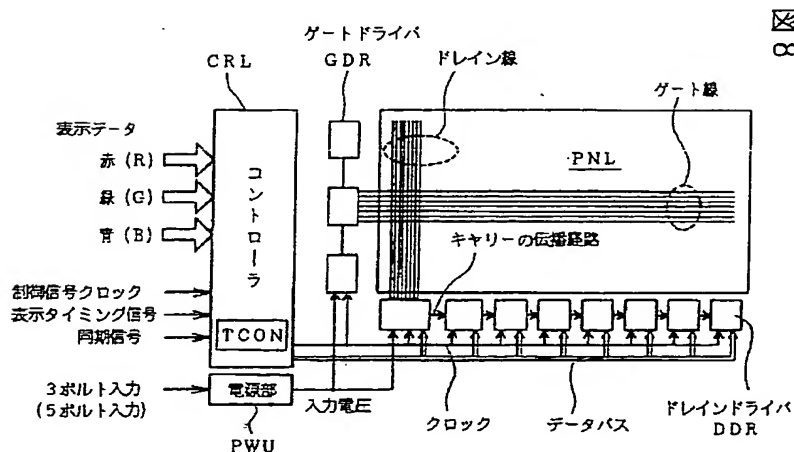 図
8
ゲートドライバ
GDR
CRL
ドレイン線
ゲート線
表示データ
赤(R)
緑(G)
青(B)
コントローラ
PNL
キャリーの伝播経路
制御信号クロック
表示タイミング信号
同期信号
TCON
3ボルト入力
(5ボルト入力)
電源部
PWU
入力電圧
クロック
データバス
ドレインドライバ
DDR